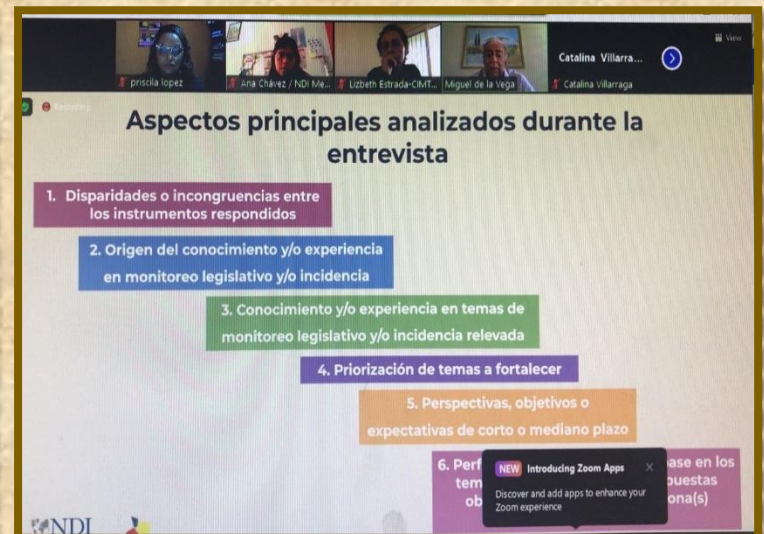 View
priscila lopez
Ana Chávez / NDI Me...
Lizbeth Estrada-CIMT...
Miguel de la Vega
Catalina Villarra...
Catalina Villarraga
Recording
Aspectos principales analizados durante la
entrevista
1. Disparidades o incongruencias entre
los instrumentos respondidos
2. Origen del conocimiento y/o experiencia
en monitoreo legislativo y/o incidencia
3. Conocimiento y/o experiencia en temas de
monitoreo legislativo y/o incidencia relevada
4. Priorización de temas a fortalecer
5. Perspectivas, objetivos o
expectativas de corto o mediano plazo
6. Perf
ase en los
tem
puestas
ob
ona(s)
NEW Introducing Zoom Apps
Discover and add apps to enhance your
Zoom experience
NDI